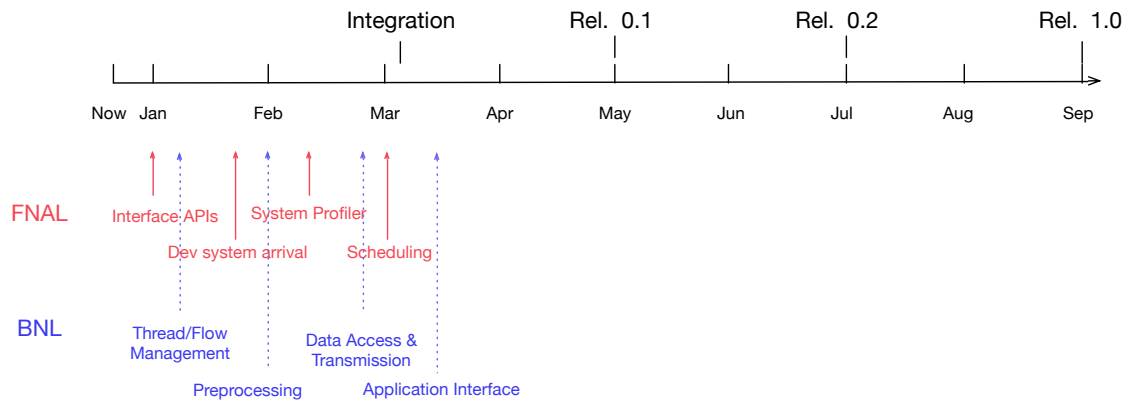 Integration Rel. 0.1 Rel. 0.2 Rel. 1.0
Now Jan Feb Mar Apr May Jun Jul Aug Sep
FNAL
Interface APIs System Profiler
Dev system arrival Scheduling
BNL
Thread/Flow
Management
Data Access &
Transmission
Preprocessing Application Interface